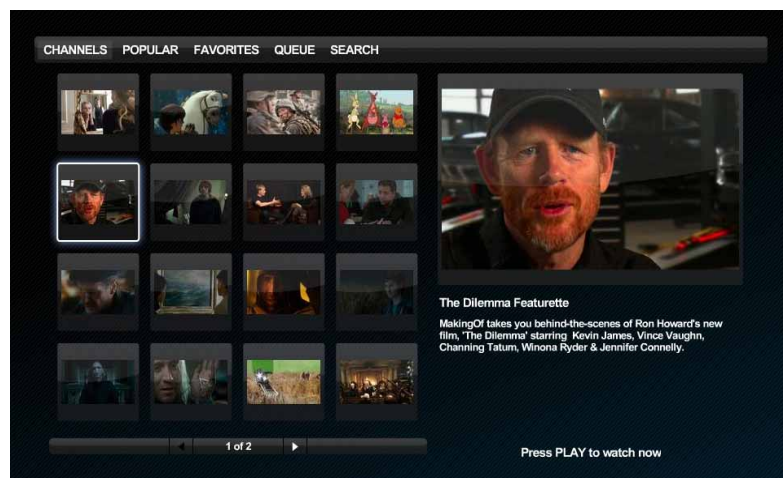 CHANNELS POPULAR FAVORITES QUEUE SEARCH
The Dilemma Featurette
MakingOf takes you behind-the-scenes of Ron Howard's new
film, 'The Dilemma' starring Kevin James, Vince Vaughn,
Channing Tatum, Winona Ryder & Jennifer Connelly.
1 of 2
Press PLAY to watch now